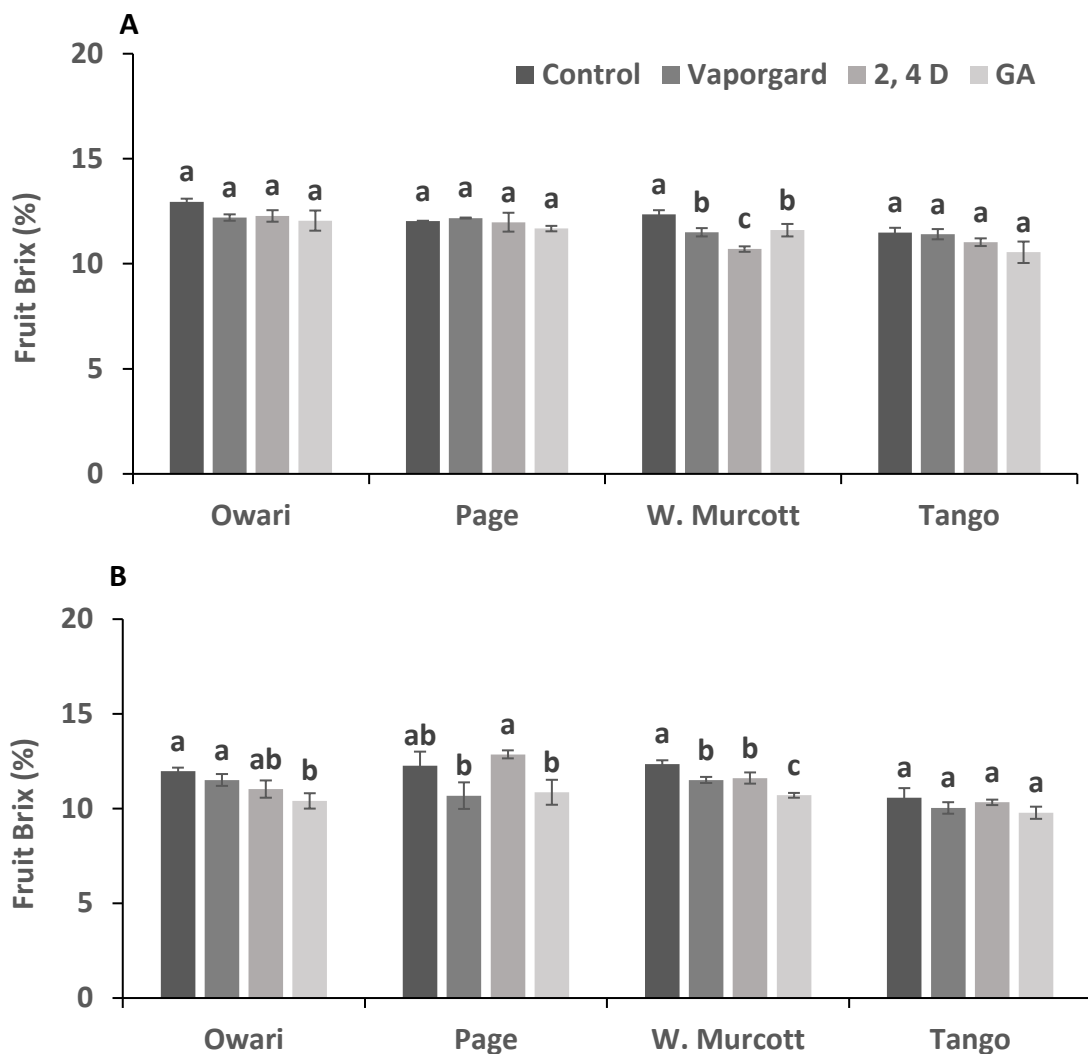 A
20
Control Vaporgard 2, 4 D GA
15
10
5
0
Fruit Brix (%)
a a a a a a a a a b c b a a a a
Owari Page W. Murcott Tango
B
20
15
10
5
0
Fruit Brix (%)
a a ab b ab b a b a b b c a a a a
Owari Page W. Murcott Tango